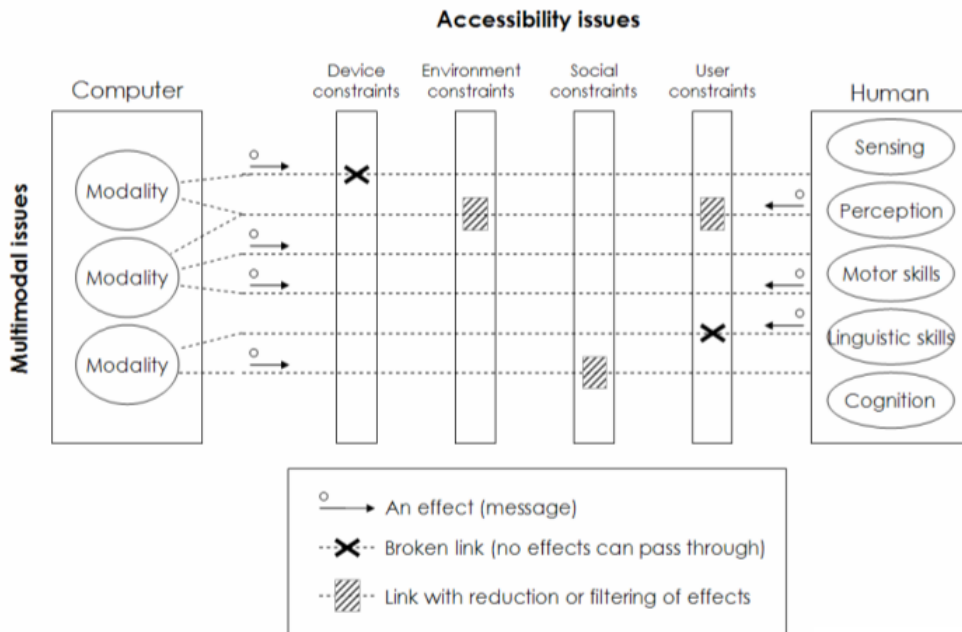 Accessibility issues
Computer
Device
constraints
Environment
constraints
Social
constraints
User
constraints
Human
Multimodal issues
Modality
Modality
Modality
Sensing
Perception
Motor skills
Linguistic skills
Cognition
An effect (message)
Broken link (no effects can pass through)
Link with reduction or filtering of effects